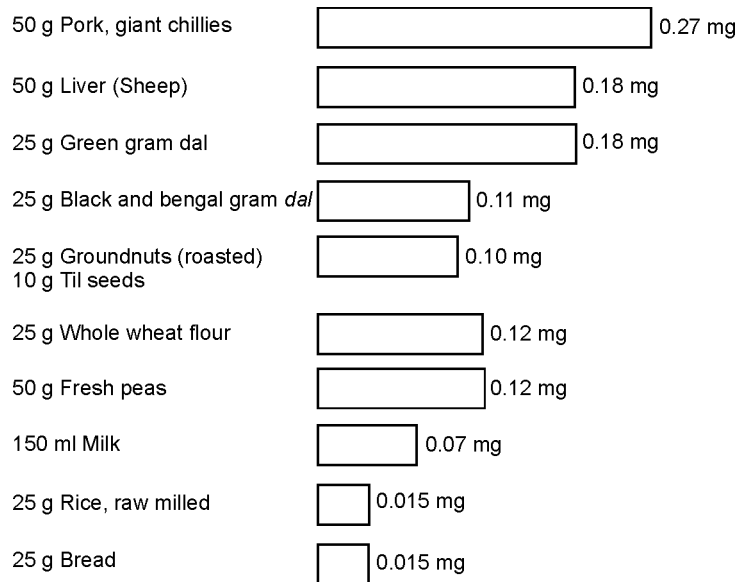 50 g Pork, giant chillies 0.27 mg
50 g Liver (Sheep) 0.18 mg
25 g Green gram dal 0.18 mg
25 g Black and bengal gram dal 0.11 mg
25 g Groundnuts (roasted) 0.10 mg
10 g Til seeds
25 g Whole wheat flour 0.12 mg
50 g Fresh peas 0.12 mg
150 ml Milk 0.07 mg
25 g Rice, raw milled 0.015 mg
25 g Bread 0.015 mg